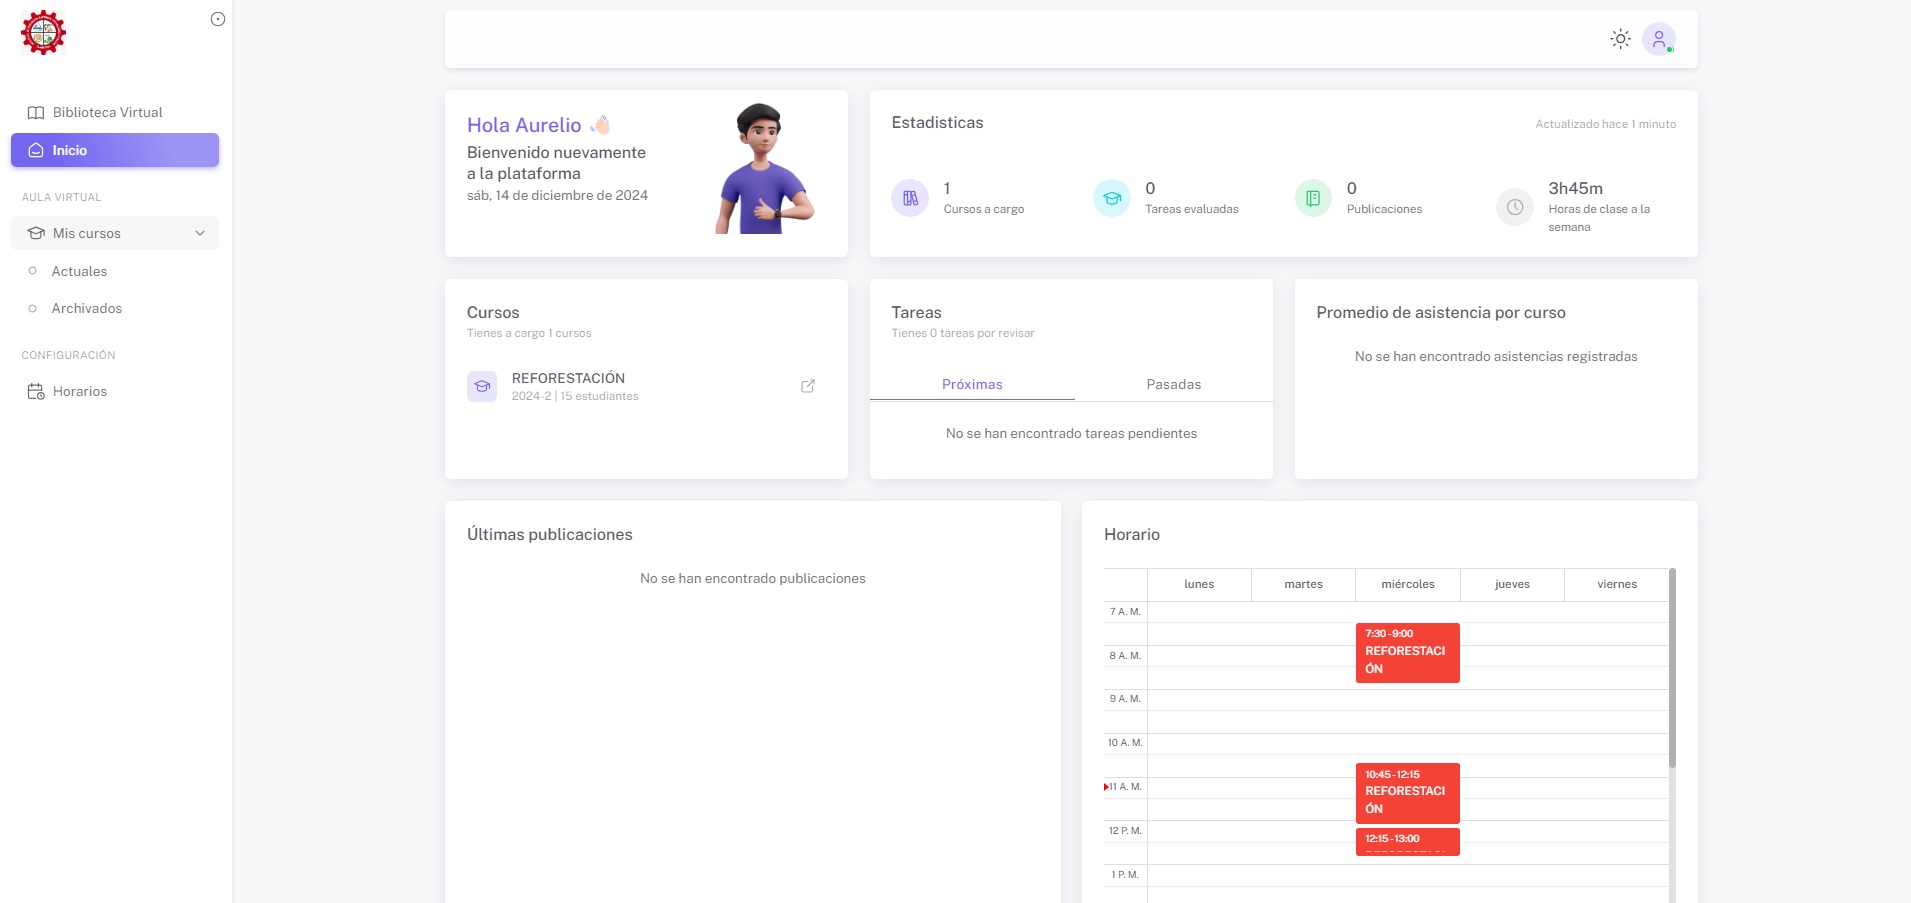 Biblioteca Virtual
Inicio
AULA VIRTUAL
Mis cursos
Actuales
Archivados
CONFIGURACIÓN
Horarios
Hola Aurelio 👋🏻
Bienvenido nuevamente
a la plataforma
sáb, 14 de diciembre de 2024
Estadisticas
Actualizado hace 1 minuto
1
Cursos a cargo
0
Tareas evaluadas
0
Publicaciones
3h45m
Horas de clase a la
semana
Cursos
Tienes a cargo 1 cursos
REFORESTACIÓN
2024-2 | 15 estudiantes
Tareas
Tienes 0 tareas por revisar
Próximas
Pasadas
No se han encontrado tareas pendientes
Promedio de asistencia por curso
No se han encontrado asistencias registradas
Últimas publicaciones
No se han encontrado publicaciones
Horario
lunes
martes
miércoles
jueves
viernes
7 A. M.
7:30 - 9:00
REFORESTACI
ÓN
8 A. M.
9 A. M.
10 A. M.
10:45 - 12:15
REFORESTACI
ÓN
11 A. M.
12 P. M.
12:15 - 13:00
1 P. M.